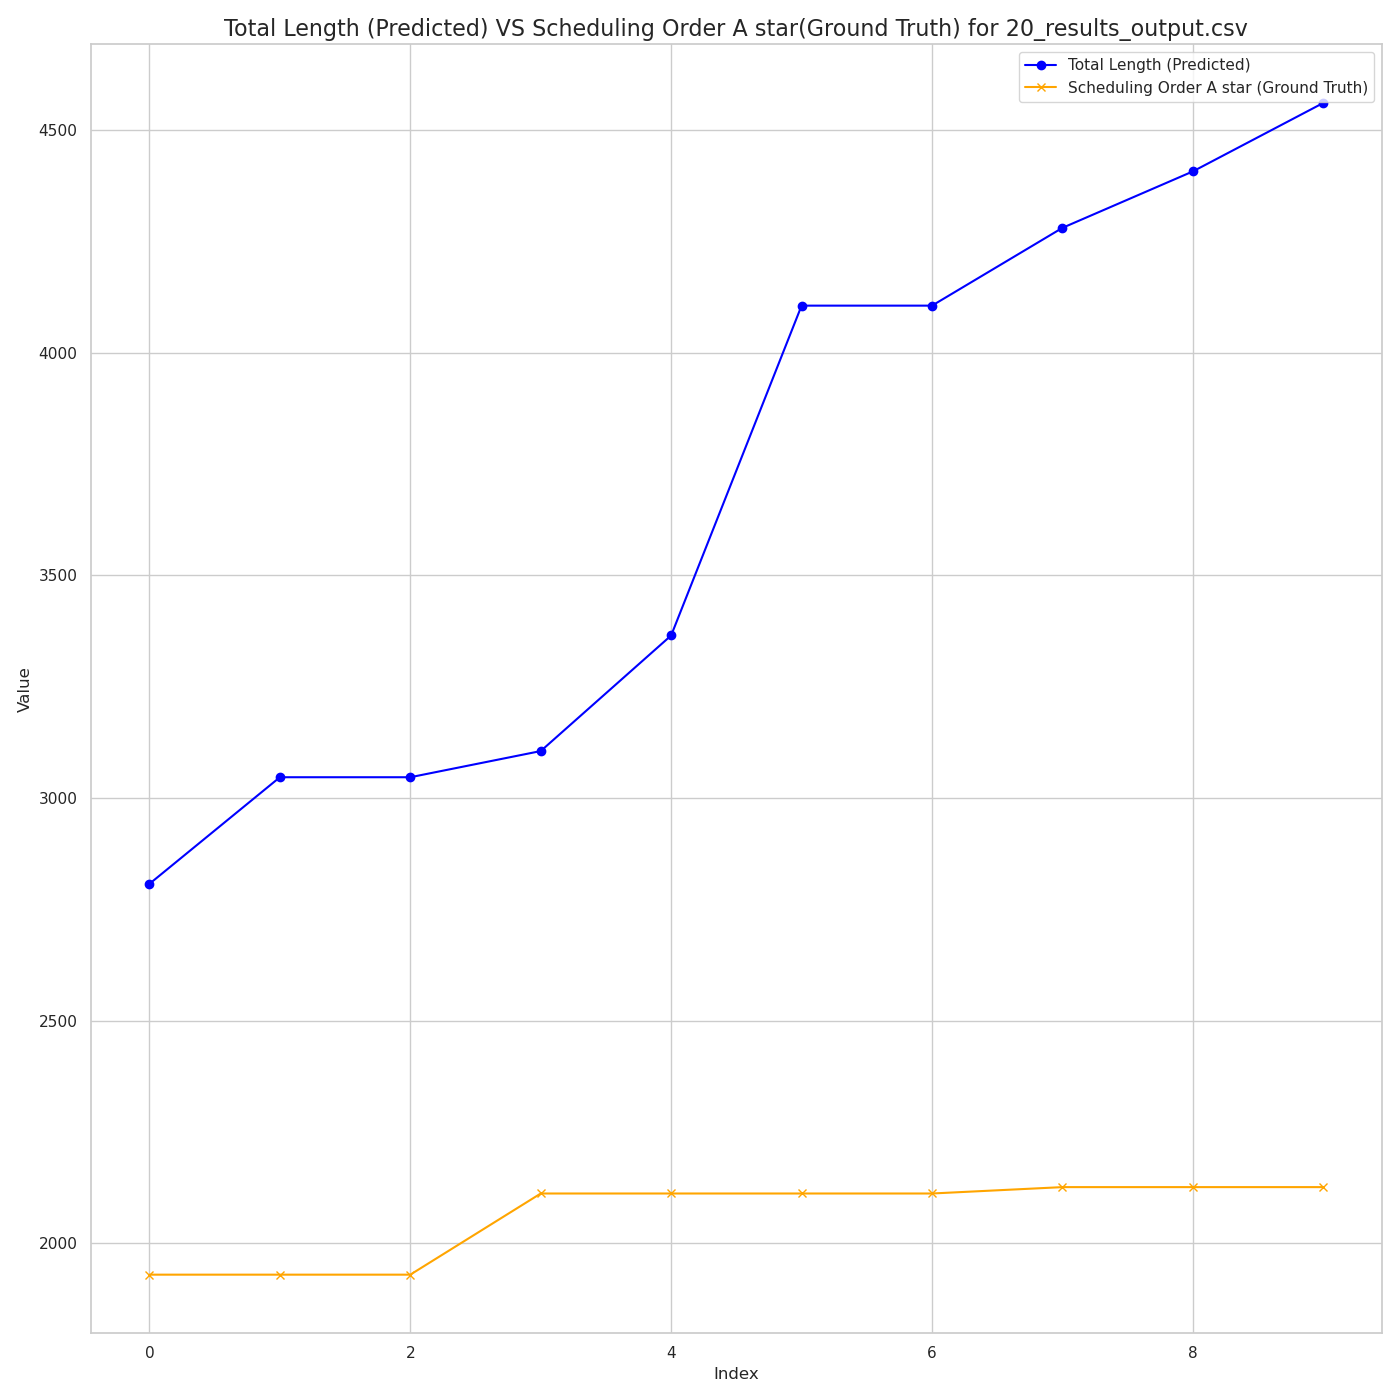 Total Length (Predicted) VS Scheduling Order A star(Ground Truth) for 20_results_output.csv
Total Length (Predicted)
Scheduling Order A star (Ground Truth)
4500
4000
3500
3000
2500
2000
Value
0 2 4 6 8
Index